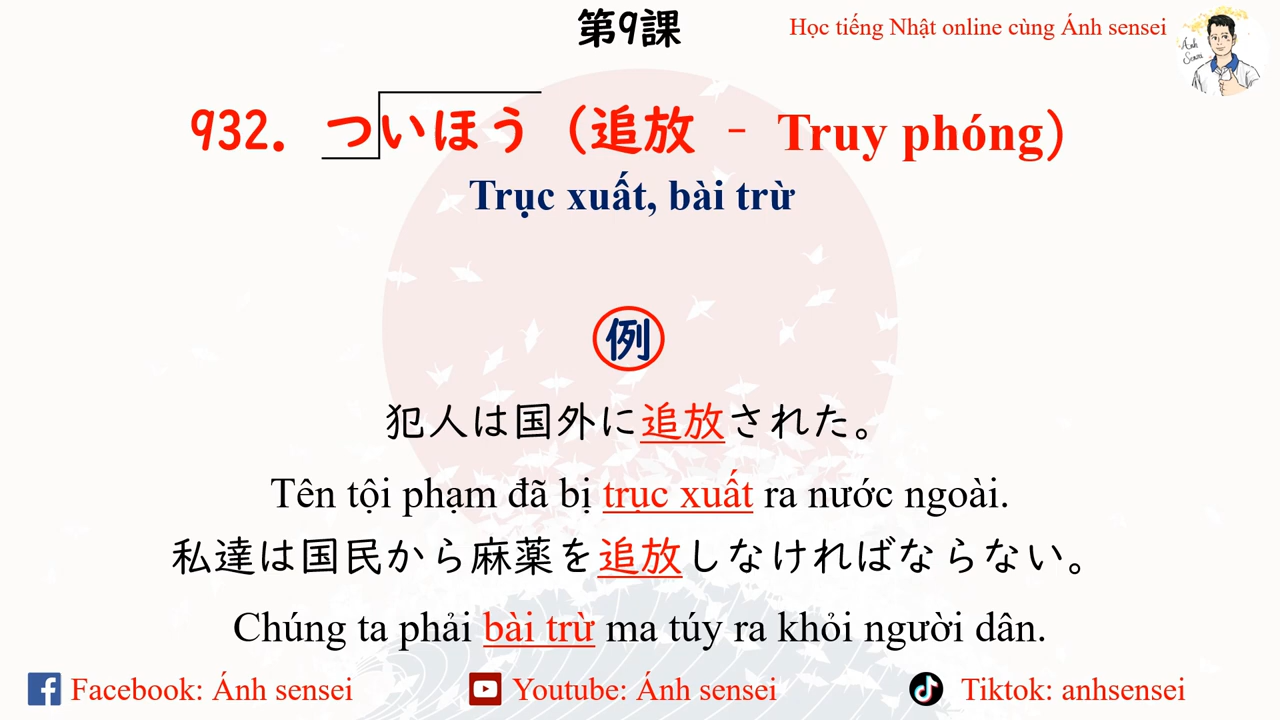 第9課
Học tiếng Nhật online cùng Ánh sensei
Ánh
Sensei
932. ついほう (追放 - Truy phóng)
Trục xuất, bài trừ
例
犯人は国外に追放された。
Tên tội phạm đã bị trục xuất ra nước ngoài.
私達は国民から麻薬を追放しなければならない。
Chúng ta phải bài trừ ma túy ra khỏi người dân.
Facebook: Ánh sensei
Youtube: Ánh sensei
Tiktok: anhsensei